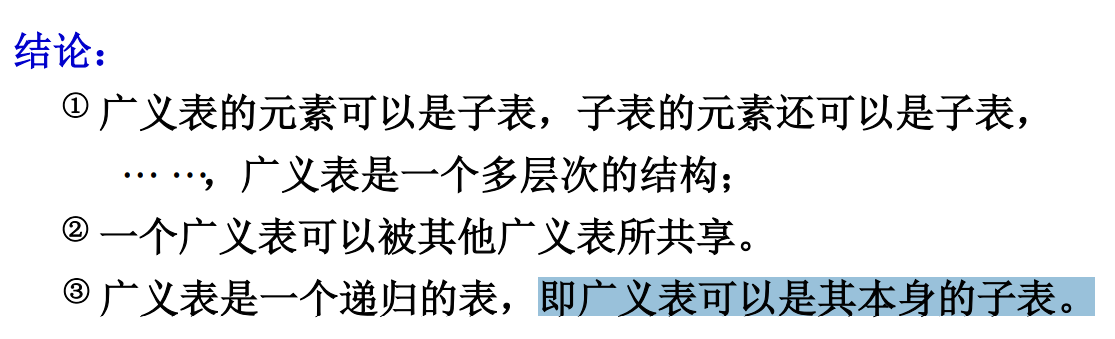 结论：
① 广义表的元素可以是子表，子表的元素还可以是子表，
… …，广义表是一个多层次的结构；
② 一个广义表可以被其他广义表所共享。
③ 广义表是一个递归的表，即广义表可以是其本身的子表。